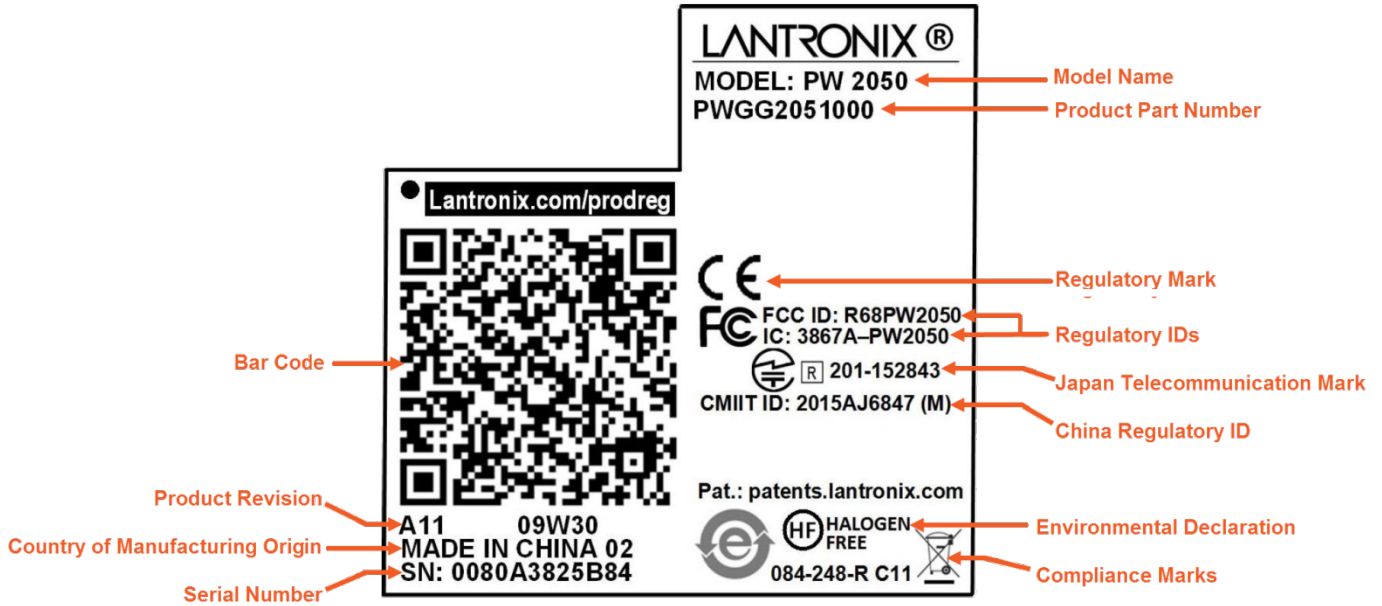 LANTRONIX ®
MODEL: PW 2050
Model Name
PWGG2051000
Product Part Number
Lantronix.com/prodreg
CE
Regulatory Mark
FC FCC ID: R68PW2050
IC: 3867A–PW2050
Regulatory IDs
Bar Code
R 201-152843
Japan Telecommunication Mark
CMIIT ID: 2015AJ6847 (M)
China Regulatory ID
Pat.: patents.lantronix.com
Product Revision
A11 09W30
Country of Manufacturing Origin
MADE IN CHINA 02
Serial Number
SN: 0080A3825B84
e
HF HALOGEN
FREE
Environmental Declaration
084-248-R C11
Compliance Marks